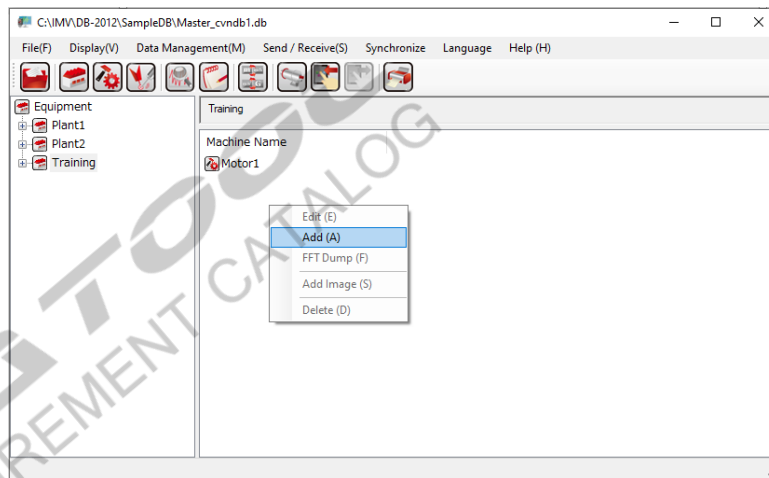 C:\IMV\DB-2012\SampleDB\Master_cvndb1.db
File(F) Display(V) Data Management(M) Send / Receive(S) Synchronize Language Help (H)
Equipment
Plant1
Plant2
Training
Training
Machine Name
Motor1
Edit (E)
Add (A)
FFT Dump (F)
Add Image (S)
Delete (D)
CATALOG